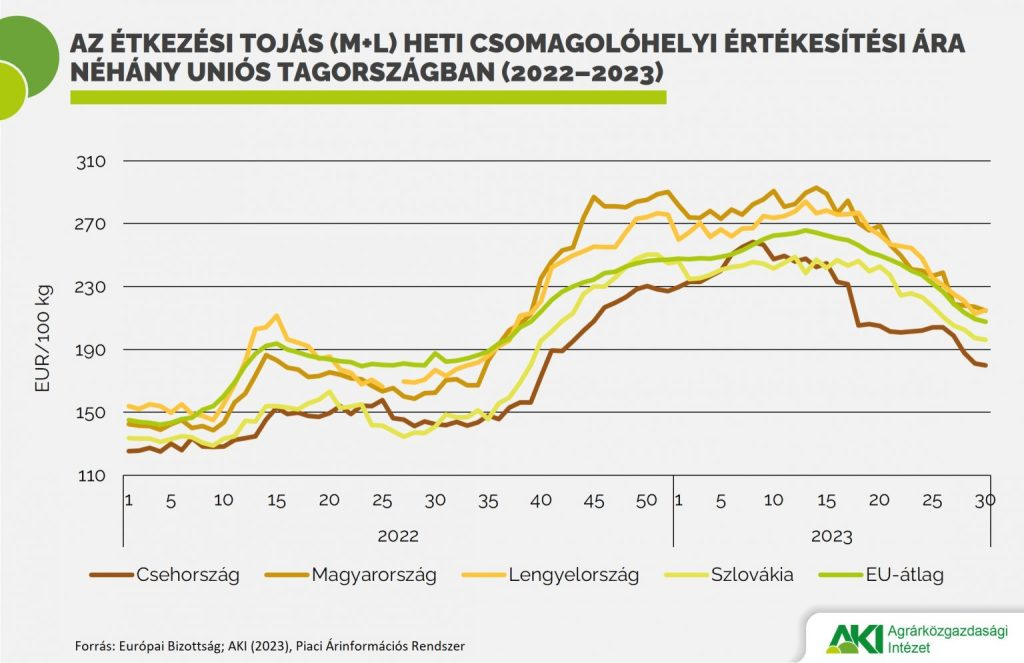 AZ ÉTKEZÉSI TOJÁS (M+L) HETI CSOMAGOLÓHELYI ÉRTÉKESÍTÉSI ÁRA
NÉHÁNY UNIÓS TAGORSZÁGBAN (2022–2023)
EUR/100 kg
310
270
230
190
150
110
1 5 10 15 20 25 30 35 40 45 50 1 5 10 15 20 25 30
2022 2023
Csehország Magyarország Lengyelország Szlovákia EU-átlag
Forrás: Európai Bizottság; AKI (2023), Piaci Árinformációs Rendszer
AKI Agrárközgazdasági
Intézet